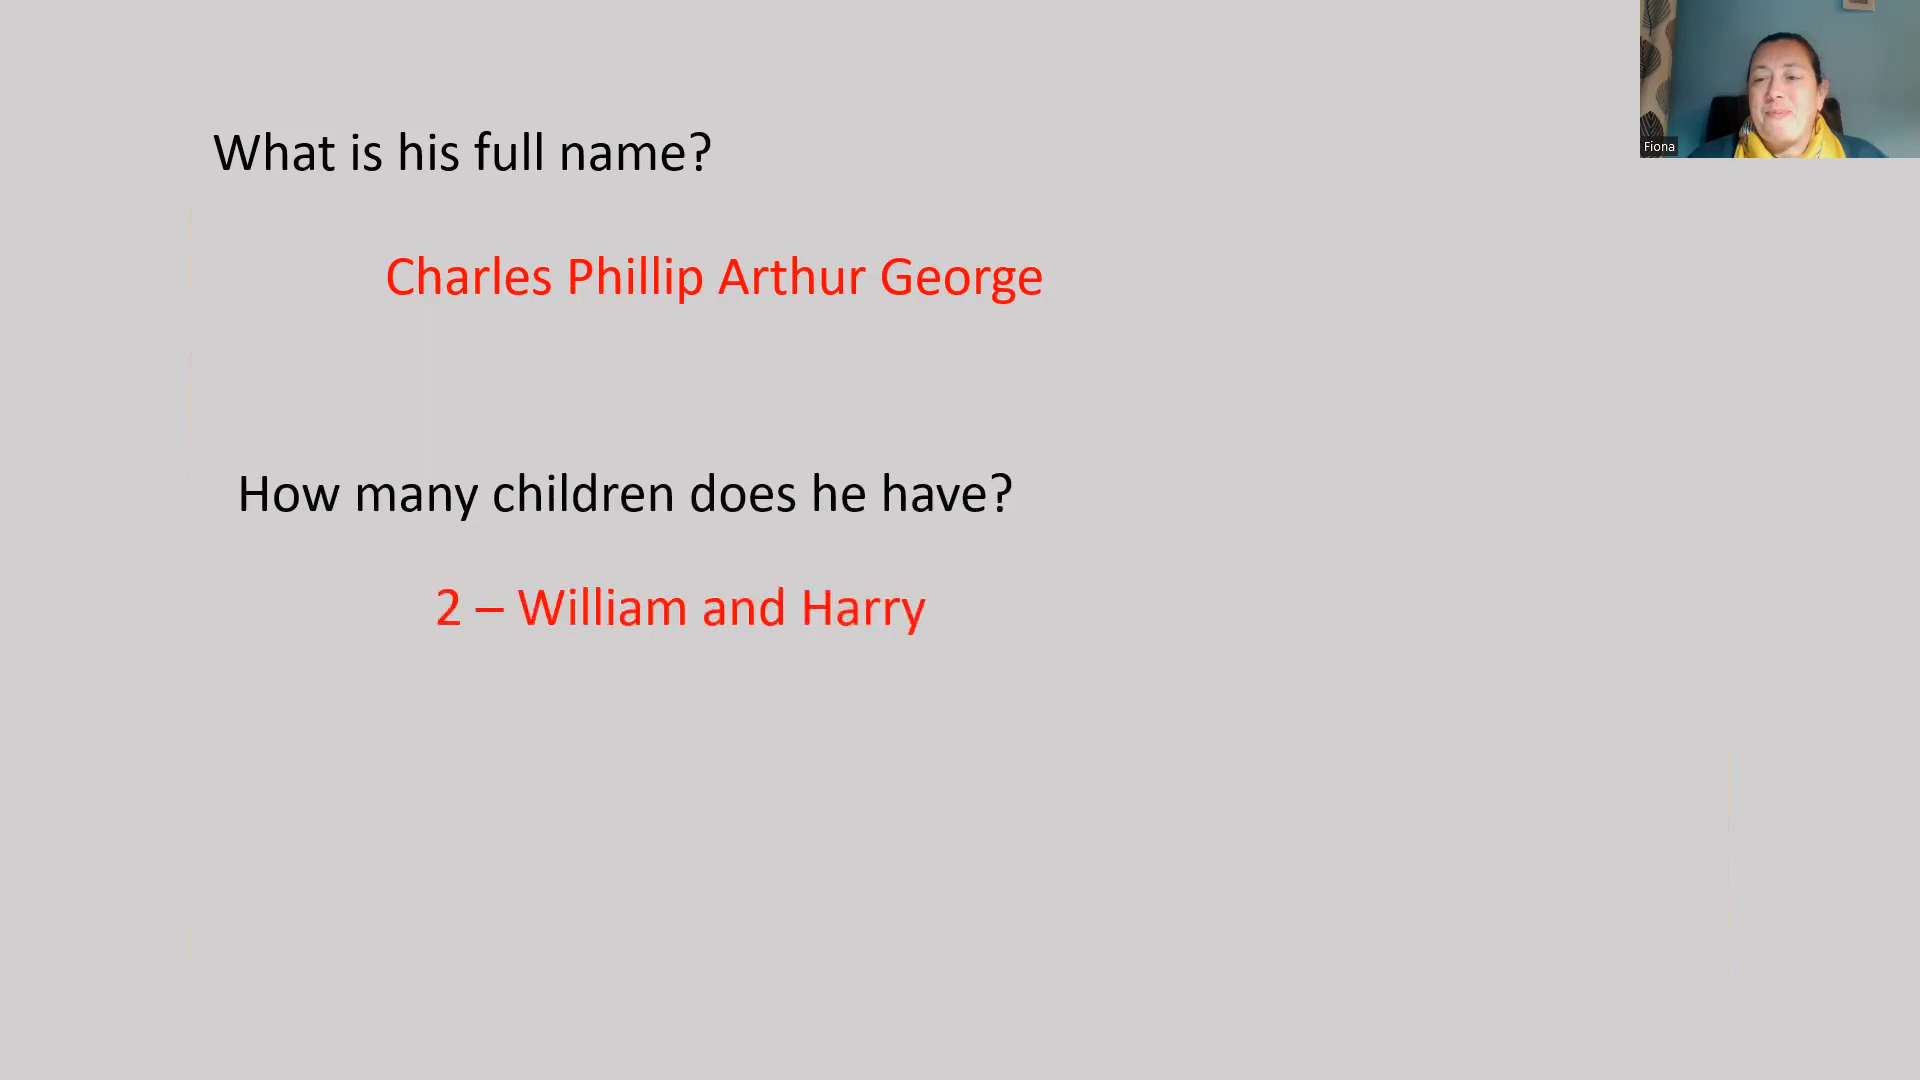 What is his full name?
Charles Phillip Arthur George
How many children does he have?
2 – William and Harry
Fiona